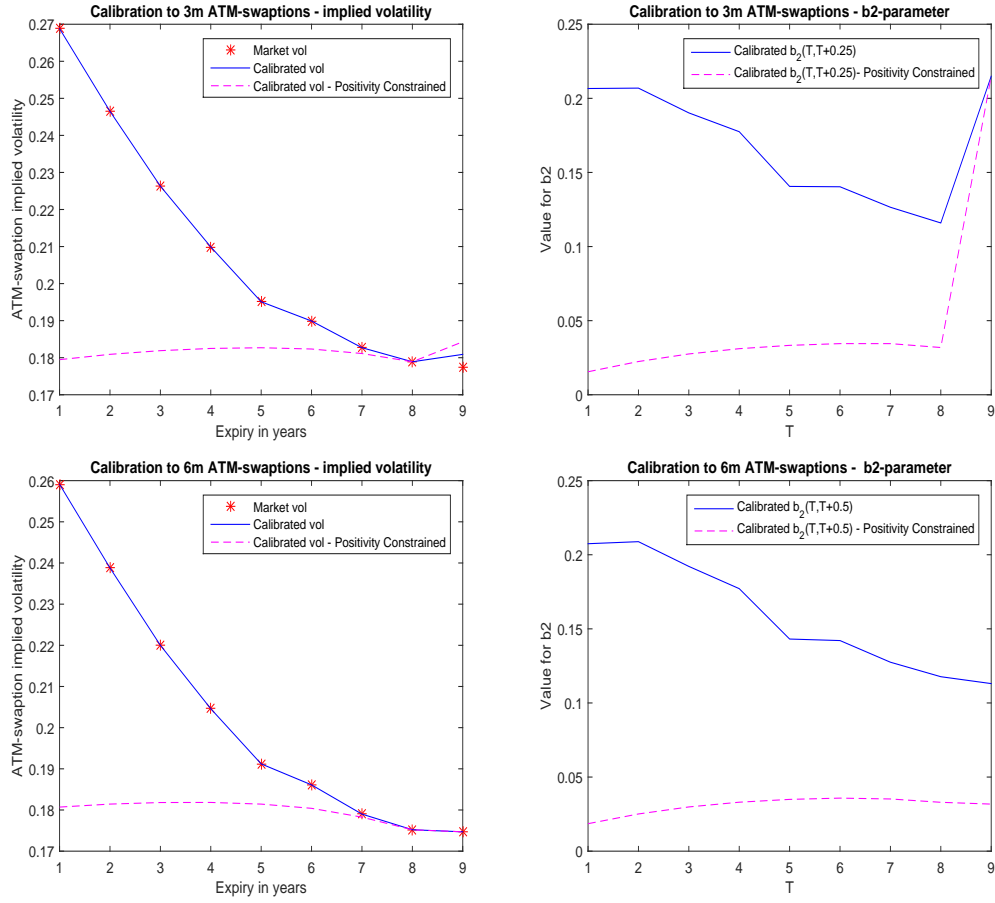 Calibration to 3m ATM-swaptions - implied volatility
ATM-swaption implied volatility
0.27
0.26
0.25
0.24
0.23
0.22
0.21
0.2
0.19
0.18
0.17
Market vol
Calibrated vol
Calibrated vol - Positivity Constrained
1 2 3 4 5 6 7 8 9
Expiry in years
Calibration to 3m ATM-swaptions - b2-parameter
Value for b2
0.25
0.2
0.15
0.1
0.05
0
Calibrated b2(T,T+0.25)
Calibrated b2(T,T+0.25)- Positivity Constrained
1 2 3 4 5 6 7 8 9
T
Calibration to 6m ATM-swaptions - implied volatility
ATM-swaption implied volatility
0.26
0.25
0.24
0.23
0.22
0.21
0.2
0.19
0.18
0.17
Market vol
Calibrated vol
Calibrated vol - Positivity Constrained
1 2 3 4 5 6 7 8 9
Expiry in years
Calibration to 6m ATM-swaptions - b2-parameter
Value for b2
0.25
0.2
0.15
0.1
0.05
0
Calibrated b2(T,T+0.5)
Calibrated b2(T,T+0.5) - Positivity Constrained
1 2 3 4 5 6 7 8 9
T